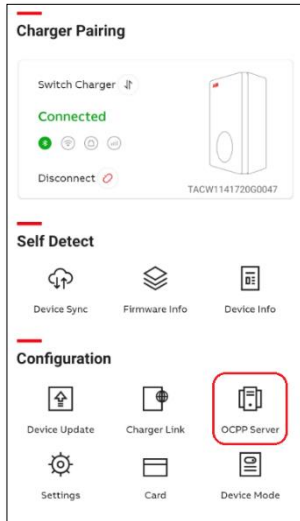 Charger Pairing
Switch Charger
Connected
Disconnect
TACW1141720G0047
Self Detect
Device Sync Firmware Info Device Info
Configuration
Device Update Charger Link OCPP Server
Settings Card Device Mode